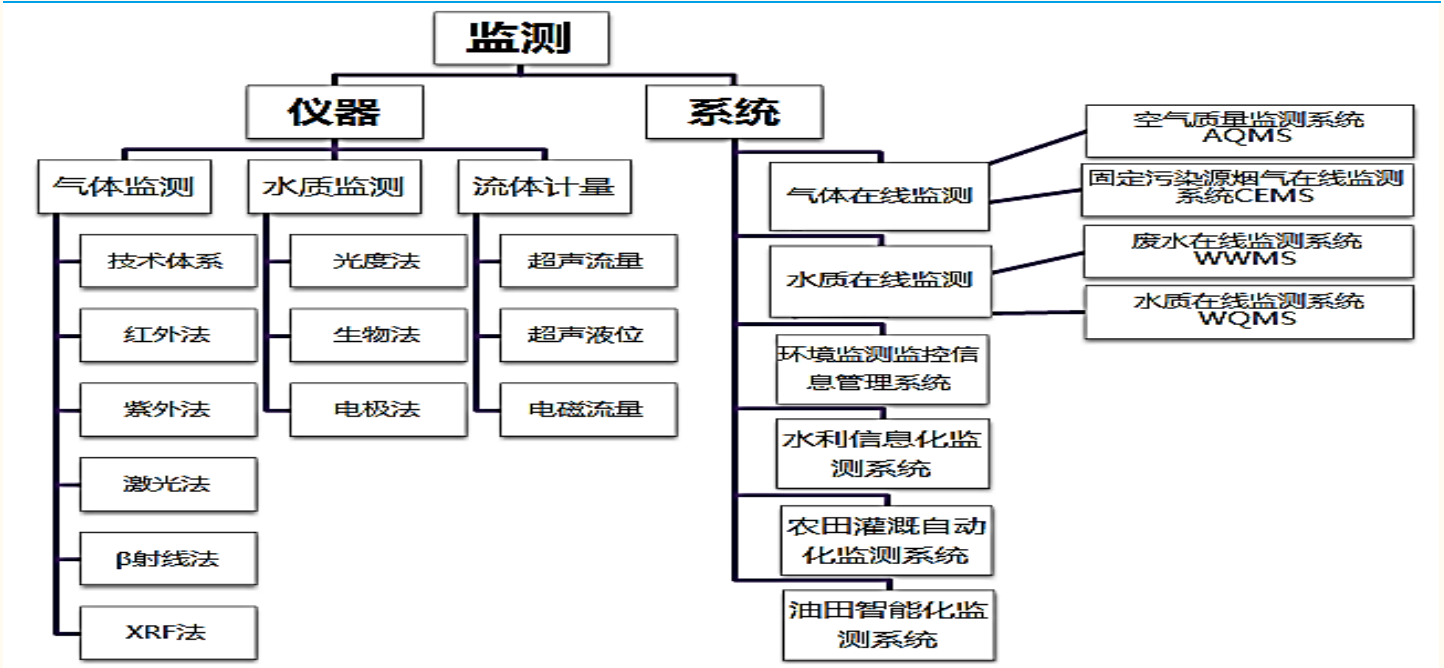 监测
仪器
系统
气体监测
水质监测
流体计量
技术体系
红外法
紫外法
激光法
β射线法
XRF法
光度法
生物法
电极法
超声流量
超声液位
电磁流量
气体在线监测
空气质量监测系统
AQMS
固定污染源烟气在线监测
系统CEMS
水质在线监测
废水在线监测系统
WWMS
水质在线监测系统
WQMS
环境监测监控信
息管理系统
水利信息化监
测系统
农田灌溉自动
化监测系统
油田智能化监
测系统